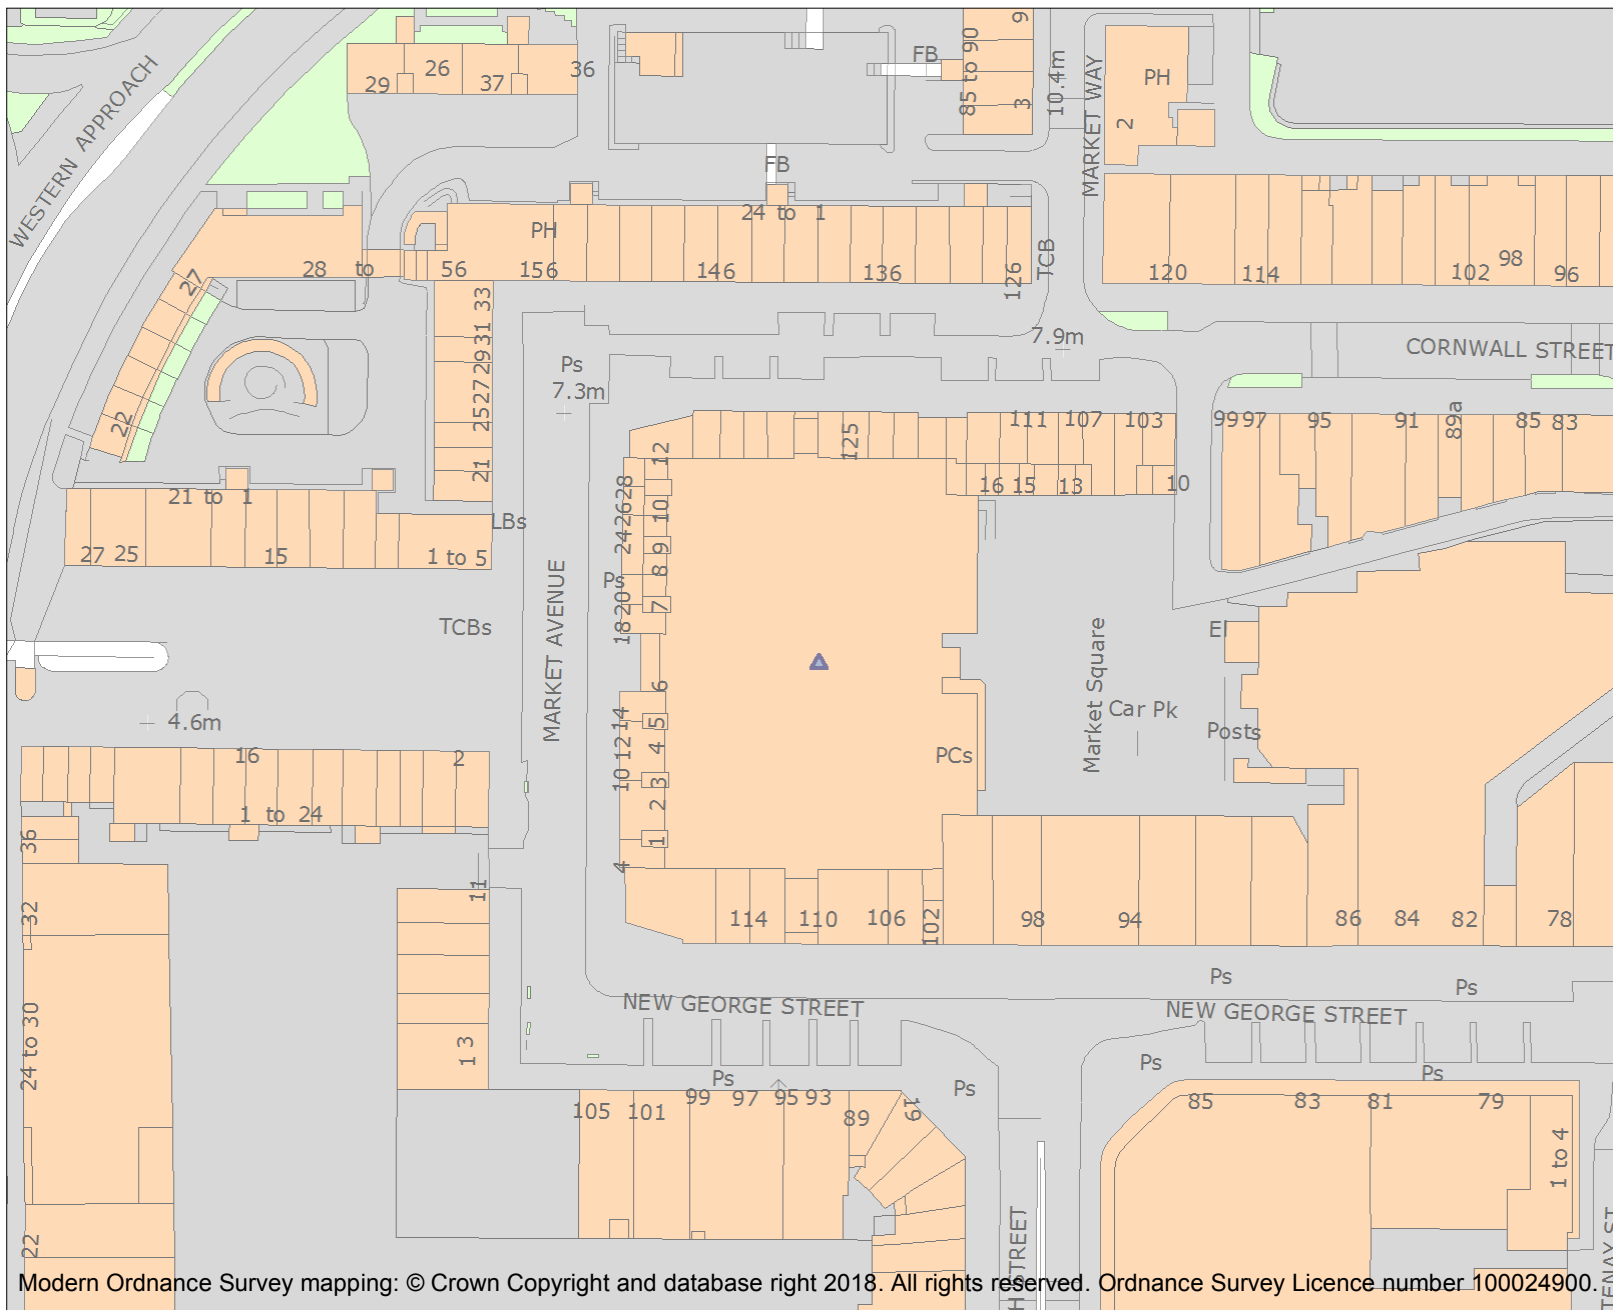 29
26
37
36
FB
85 to 90
9
3
10.4m
MARKET WAY
PH
2
WESTERN APPROACH
FB
24 to 1
PH
28 to
56
156
146
136
126
TCB
120
114
102
98
96
27
22
33
31
29
27
25
21
Ps
7.3m
7.9m
CORNWALL STREET
12
125
111
107
103
99
97
95
91
89a
85
83
16
15
13
10
21 to 1
27
25
15
1 to 5
LBs
28
26
24
10
9
8
Ps
20
18
7
TCBs
MARKET AVENUE
6
14
12
10
5
4
3
2
1
4
4.6m
Market Square
Car Pk
El
Posts
PCs
16
2
1 to 24
36
32
11
114
110
106
102
98
94
86
84
82
78
Ps
Ps
NEW GEORGE STREET
NEW GEORGE STREET
24 to 30
1 3
Ps
Ps
Ps
Ps
105
101
99
97
95
93
89
19
85
83
81
79
1 to 4
22
H STREET
TENAY ST
Modern Ordnance Survey mapping: © Crown Copyright and database right 2018. All rights reserved. Ordnance Survey Licence number 100024900.